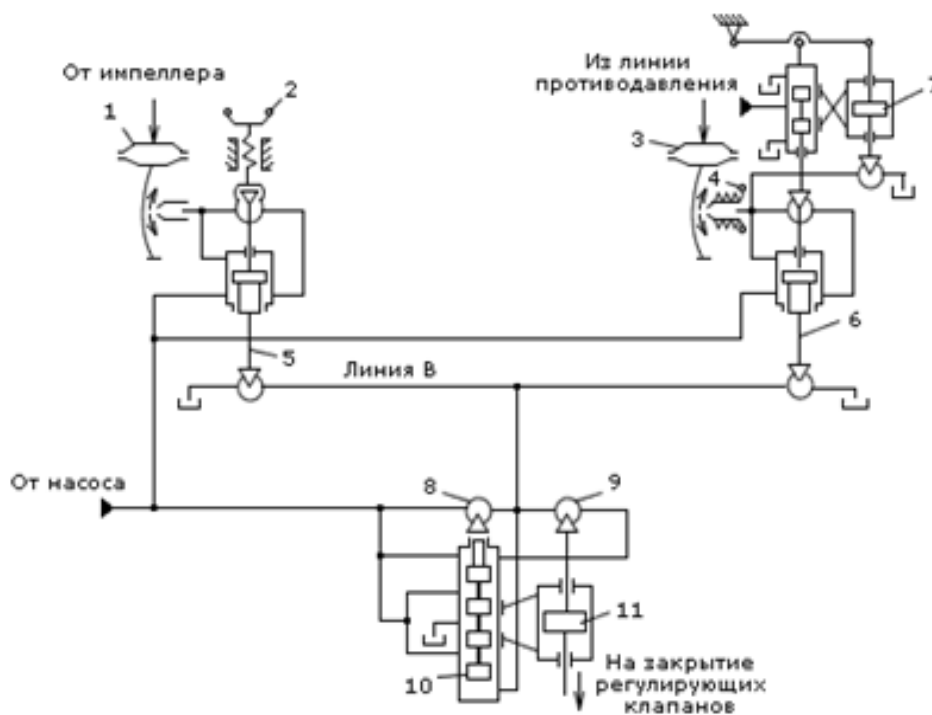 От импеллера
1
2
Из линии
противодавления
7
3
4
5
6
Линия В
От насоса
8
9
11
10
На закрытие
регулирующих
клапанов